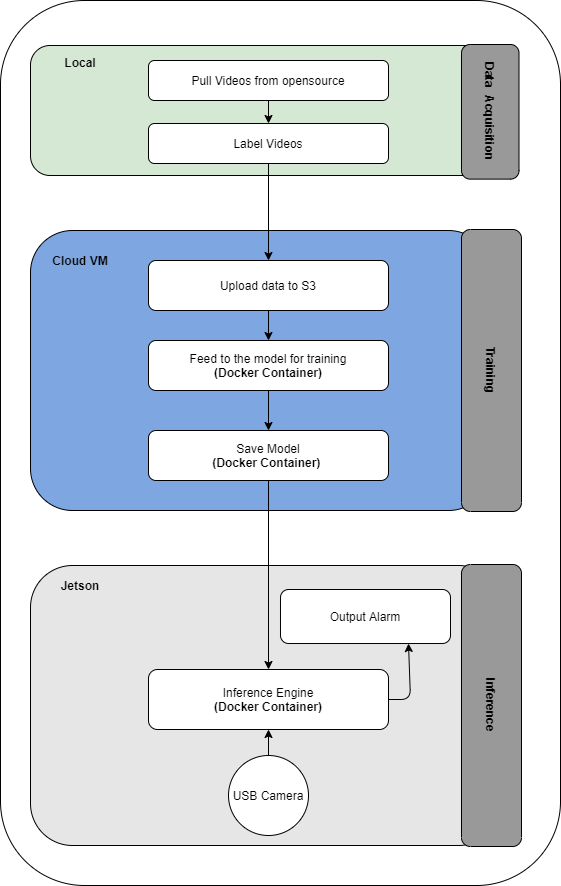 Local
Pull Videos from opensource
Label Videos
Data Acquisition
Cloud VM
Upload data to S3
Feed to the model for training
(Docker Container)
Save Model
(Docker Container)
Training
Jetson
Output Alarm
Inference Engine
(Docker Container)
USB Camera
Inference